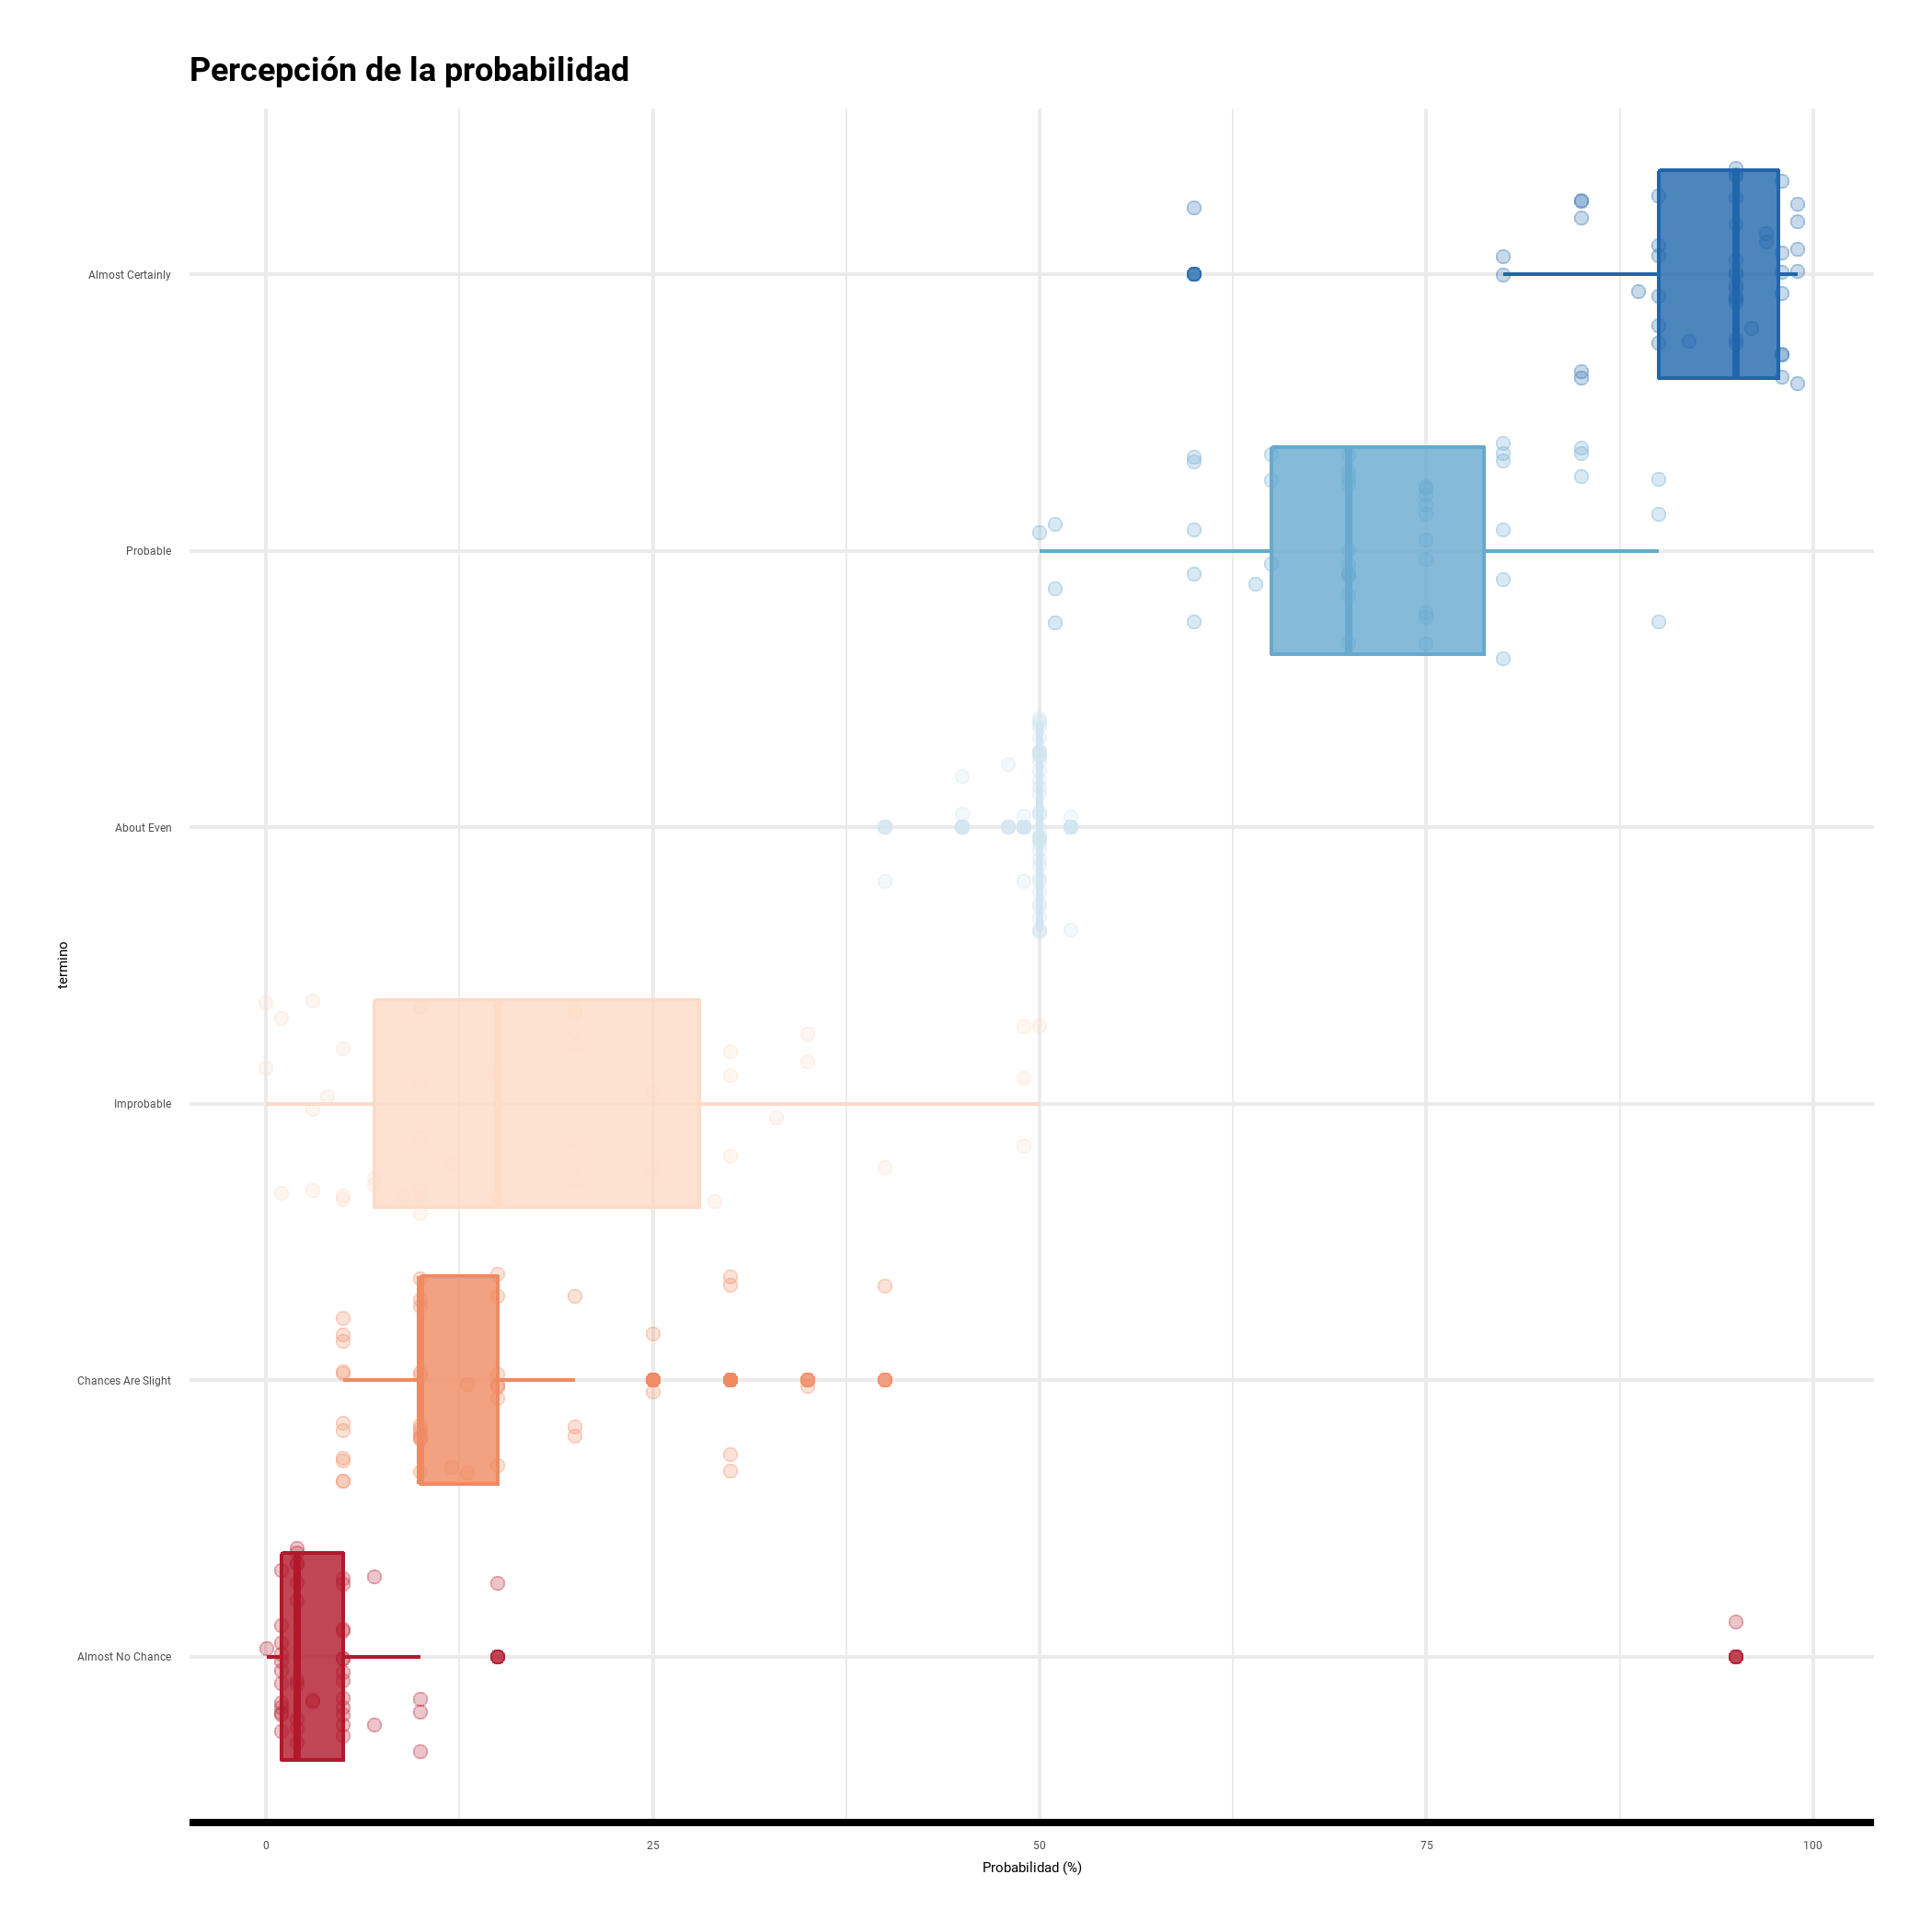 Percepción de la probabilidad
Almost Certainly
Probable
About Even
termino
Improbable
Chances Are Slight
Almost No Chance
0 25 50 75 100
Probabilidad (%)